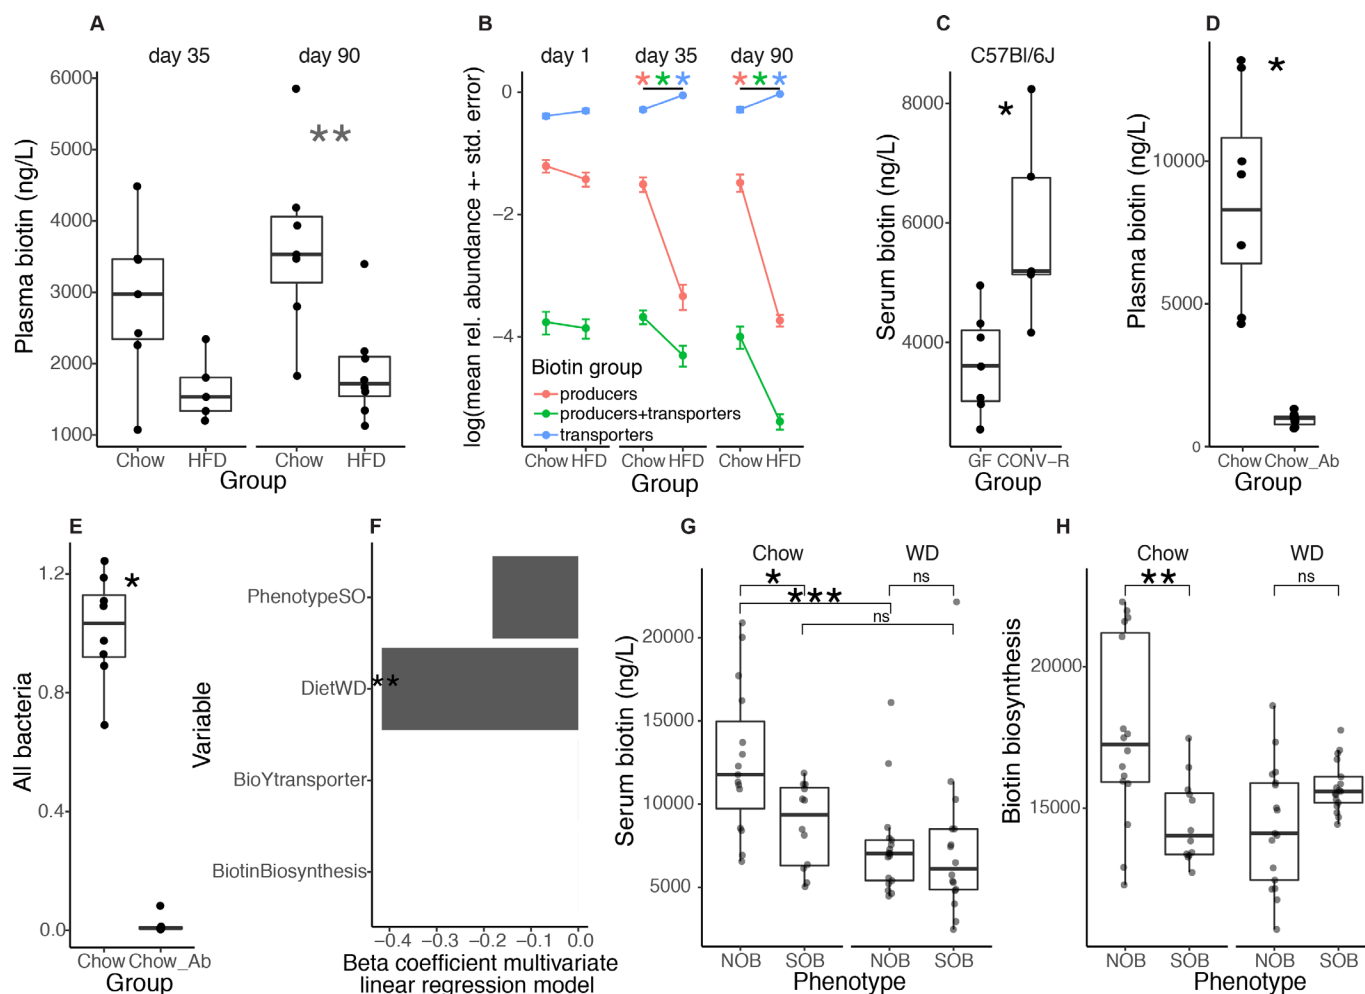 A
day 35
day 90
Plasma biotin (ng/L)
6000
5000
4000
3000
2000
1000
**
Chow
HFD
Chow
HFD
Group
B
day 1
day 35
day 90
log(mean rel. abundance +- std. error)
0
−2
−4
* * *
* * *
Biotin group
producers
producers+transporters
transporters
Chow HFD
Chow HFD
Chow HFD
Group
C
C57Bl/6J
Serum biotin (ng/L)
8000
6000
4000
*
GF CONV−R
Group
D
Plasma biotin (ng/L)
10000
5000
0
*
Chow Chow_Ab
Group
E
All bacteria
1.2
0.8
0.4
0.0
*
Chow Chow_Ab
Group
F
Variable
PhenotypeSO
DietWD
BioYtransporter
BiotinBiosynthesis
**
−0.4
−0.3
−0.2
−0.1
0.0
Beta coefficient multivariate
linear regression model
G
Chow
WD
Serum biotin (ng/L)
20000
15000
10000
5000
*
***
ns
ns
NOB
SOB
NOB
SOB
Phenotype
H
Chow
WD
Biotin biosynthesis
20000
15000
**
ns
NOB
SOB
NOB
SOB
Phenotype